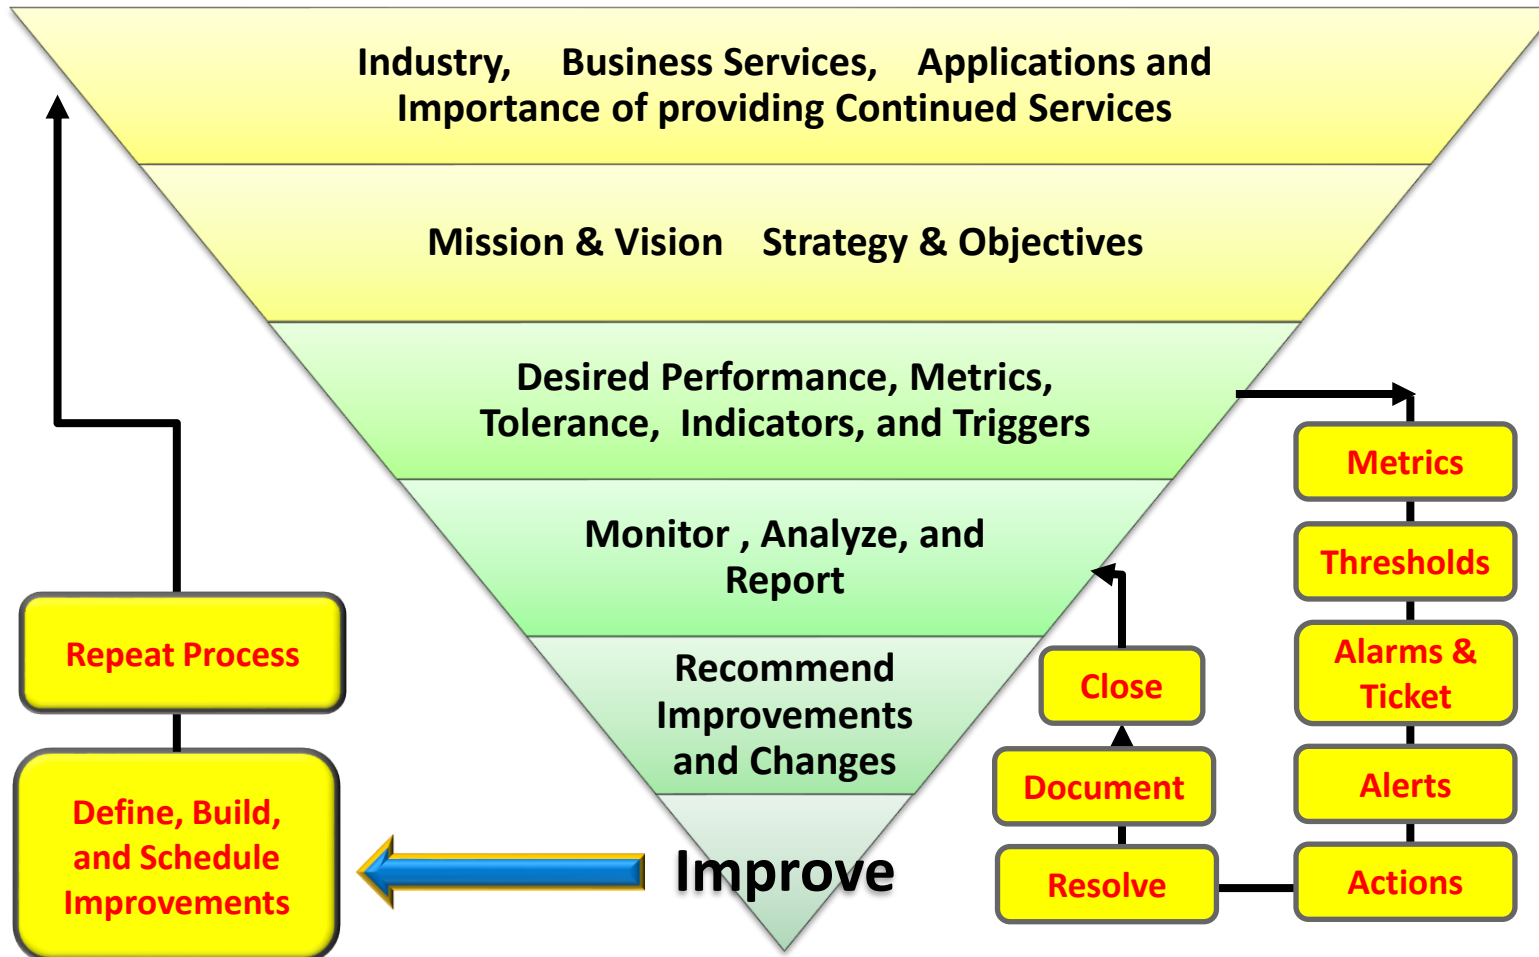 Industry, Business Services, Applications and
Importance of providing Continued Services
Mission & Vision Strategy & Objectives
Desired Performance, Metrics,
Tolerance, Indicators, and Triggers
Monitor , Analyze, and
Report
Recommend
Improvements
and Changes
Improve
Metrics
Thresholds
Alarms &
Ticket
Alerts
Actions
Resolve
Document
Close
Define, Build,
and Schedule
Improvements
Repeat Process